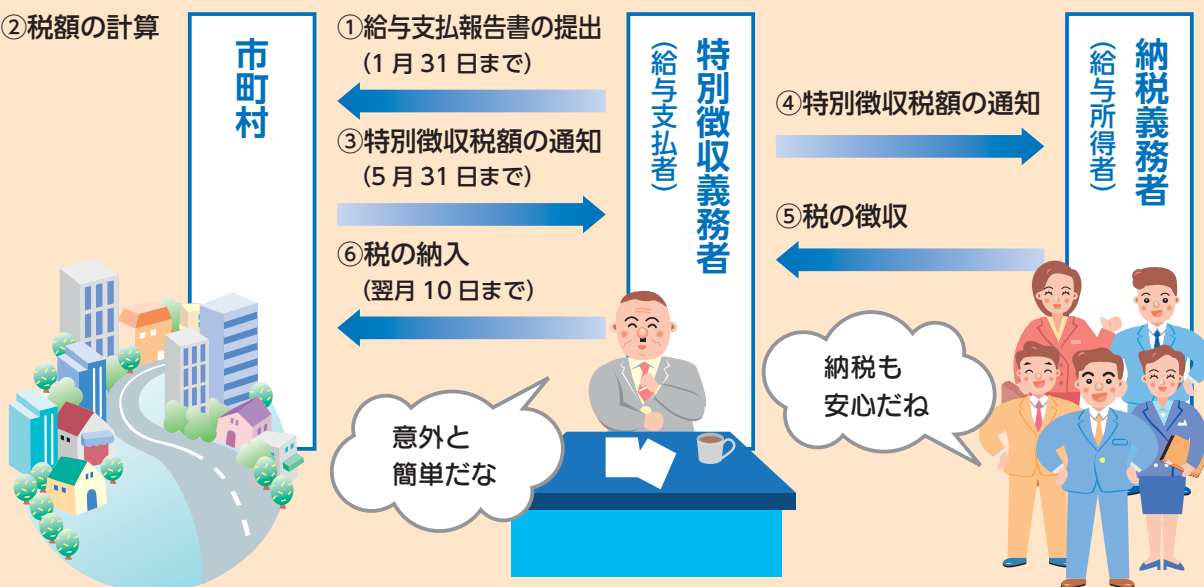 ②税額の計算
市町村
①給与支払報告書の提出
(1月31日まで)
③特別徴収税額の通知
(5月31日まで)
⑥税の納入
(翌月10日まで)
特別徴収義務者
(給与支払者)
④特別徴収税額の通知
⑤税の徴収
納税義務者
(給与所得者)
意外と
簡単だな
納税も
安心だね